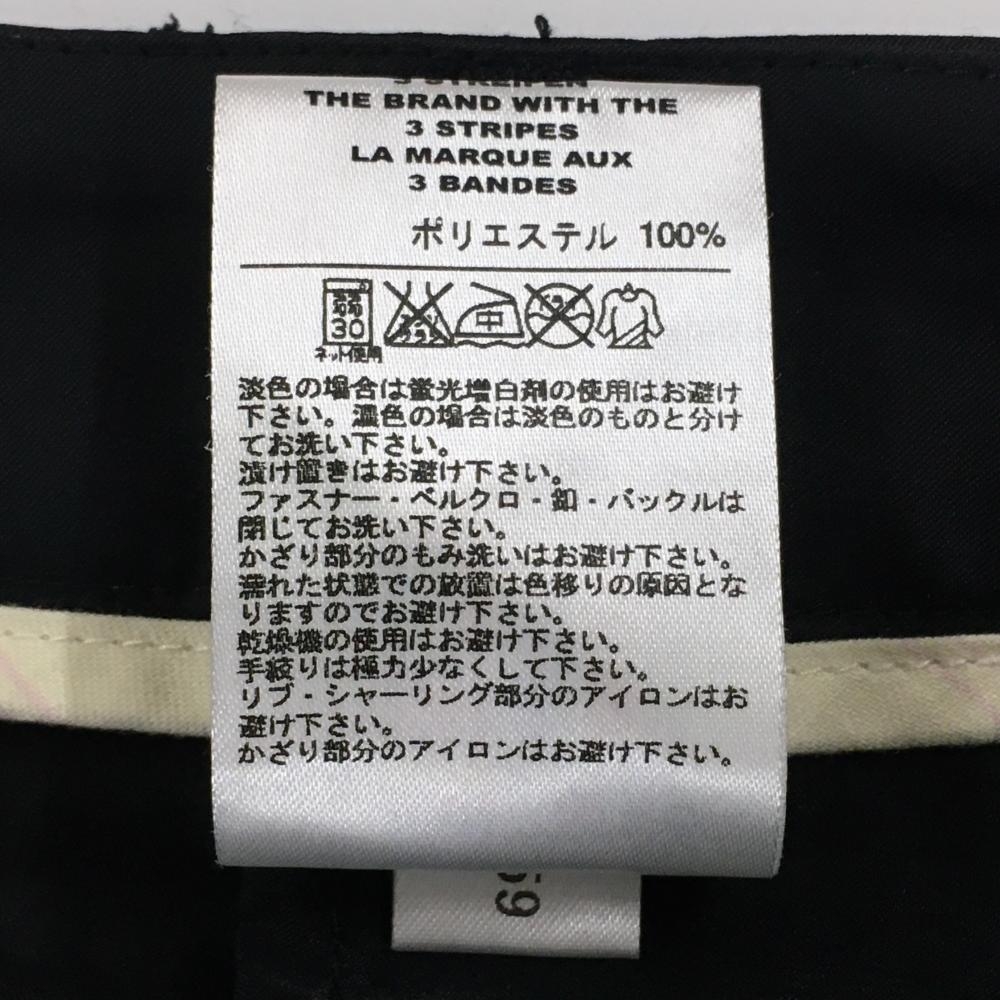 3 STREIFEN
THE BRAND WITH THE
3 STRIPES
LA MARQUE AUX
3 BANDES
ポリエステル 100%
弱
30 エンソ サラシ 中 ドライ
ネット使用
淡色の場合は蛍光増白剤の使用はお避け
下さい。濃色の場合は淡色のものと分け
てお洗い下さい。
漬け置きはお避け下さい。
ファスナー・ベルクロ・釦・バックルは
閉じてお洗い下さい。
かざり部分のもみ洗いはお避け下さい。
濡れた状態での放置は色移りの原因とな
りますのでお避け下さい。
乾燥機の使用はお避け下さい。
手絞りは極力少なくして下さい。
リブ・シャーリング部分のアイロンはお
避け下さい。
かざり部分のアイロンはお避け下さい。